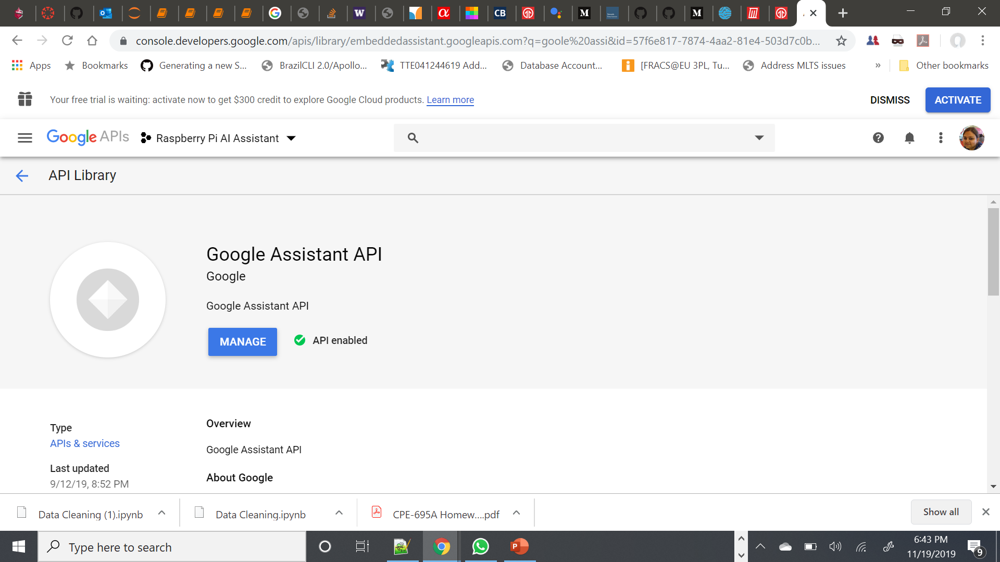 W
CB
M
M
console.developers.google.com/apis/library/embeddedassistant.googleapis.com?q=goole%20assi&id=57f6e817-7874-4aa2-81e4-503d7c0b...
Apps Bookmarks Generating a new S... BrazilCLI 2.0/Apollo... TTE041244619 Add... Database Account... [FRACS@EU 3PL, Tu... Address MLTS issues » Other bookmarks
Your free trial is waiting: activate now to get $300 credit to explore Google Cloud products. Learn more DISMISS ACTIVATE
Google APIs Raspberry Pi AI Assistant
API Library
Google Assistant API
Google
Google Assistant API
MANAGE API enabled
Type
APIs & services
Last updated
9/12/19, 8:52 PM
Overview
Google Assistant API
About Google
Data Cleaning (1).ipynb Data Cleaning.ipynb CPE-695A Homew....pdf Show all
Type here to search
6:43 PM
11/19/2019
9